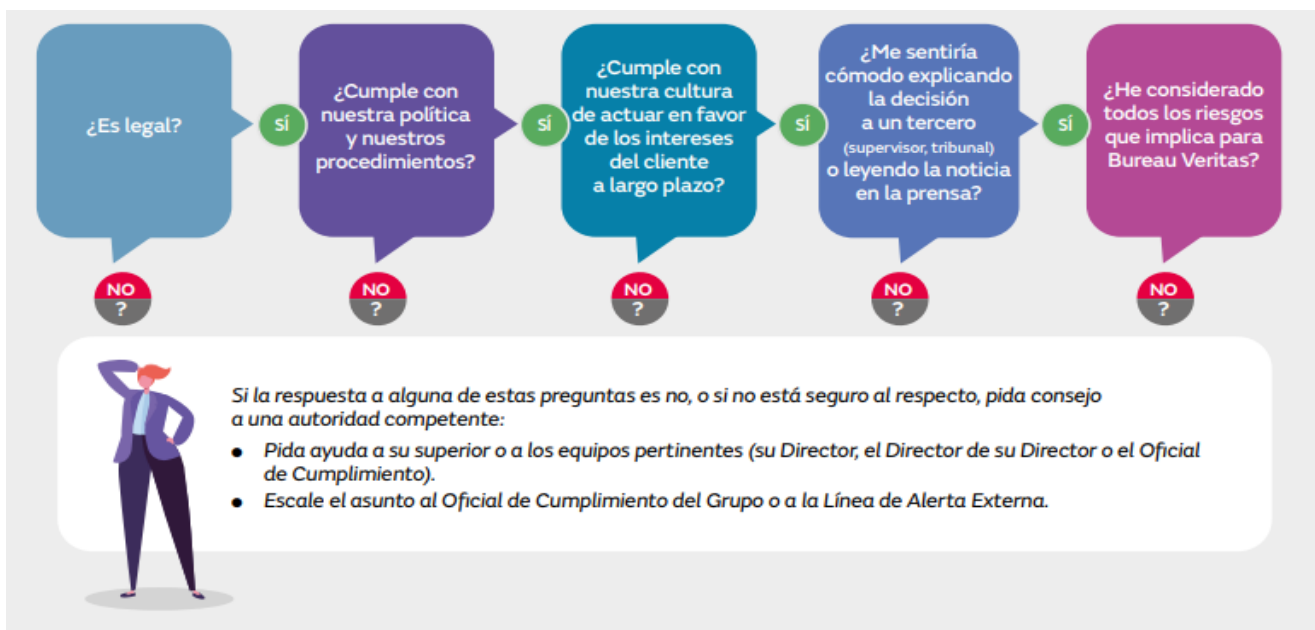 ¿Es legal?
SÍ
¿Cumple con
nuestra política
y nuestros
procedimientos?
SÍ
¿Cumple con
nuestra cultura
de actuar en favor
de los intereses
del cliente
a largo plazo?
SÍ
¿Me sentiría
cómodo explicando
la decisión
a un tercero
(supervisor, tribunal)
o leyendo la noticia
en la prensa?
SÍ
¿He considerado
todos los riesgos
que implica para
Bureau Veritas?
NO
?
NO
?
NO
?
NO
?
NO
?
Si la respuesta a alguna de estas preguntas es no, o si no está seguro al respecto, pida consejo
a una autoridad competente:
● Pida ayuda a su superior o a los equipos pertinentes (su Director, el Director de su Director o el Oficial
de Cumplimiento).
● Escale el asunto al Oficial de Cumplimiento del Grupo o a la Línea de Alerta Externa.